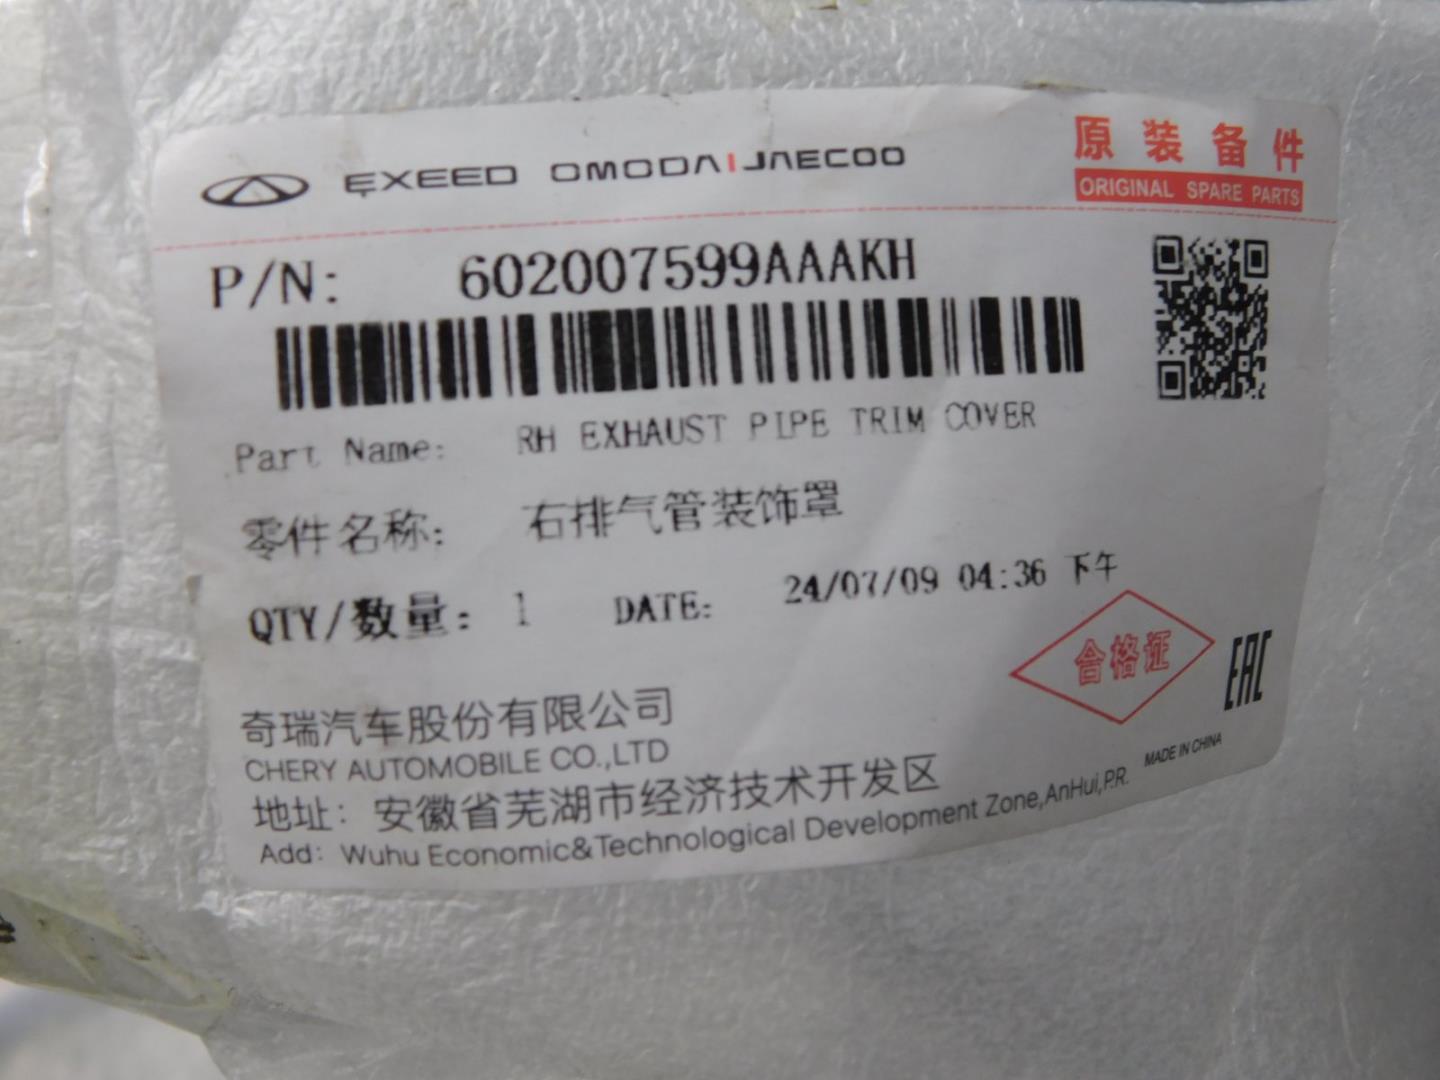 EXEED OMODA|JAECOO
原装备件
ORIGINAL SPARE PARTS
P/N: 602007599AAAKH
Part Name: RH EXHAUST PIPE TRIM COVER
零件名称: 右排气管装饰罩
QTY/数量: 1 DATE: 24/07/09 04:36 下午
合格证
EAC
奇瑞汽车股份有限公司
CHERY AUTOMOBILE CO.,LTD
MADE IN CHINA
地址: 安徽省芜湖市经济技术开发区
Add: Wuhu Economic&Technological Development Zone,AnHui,P.R.